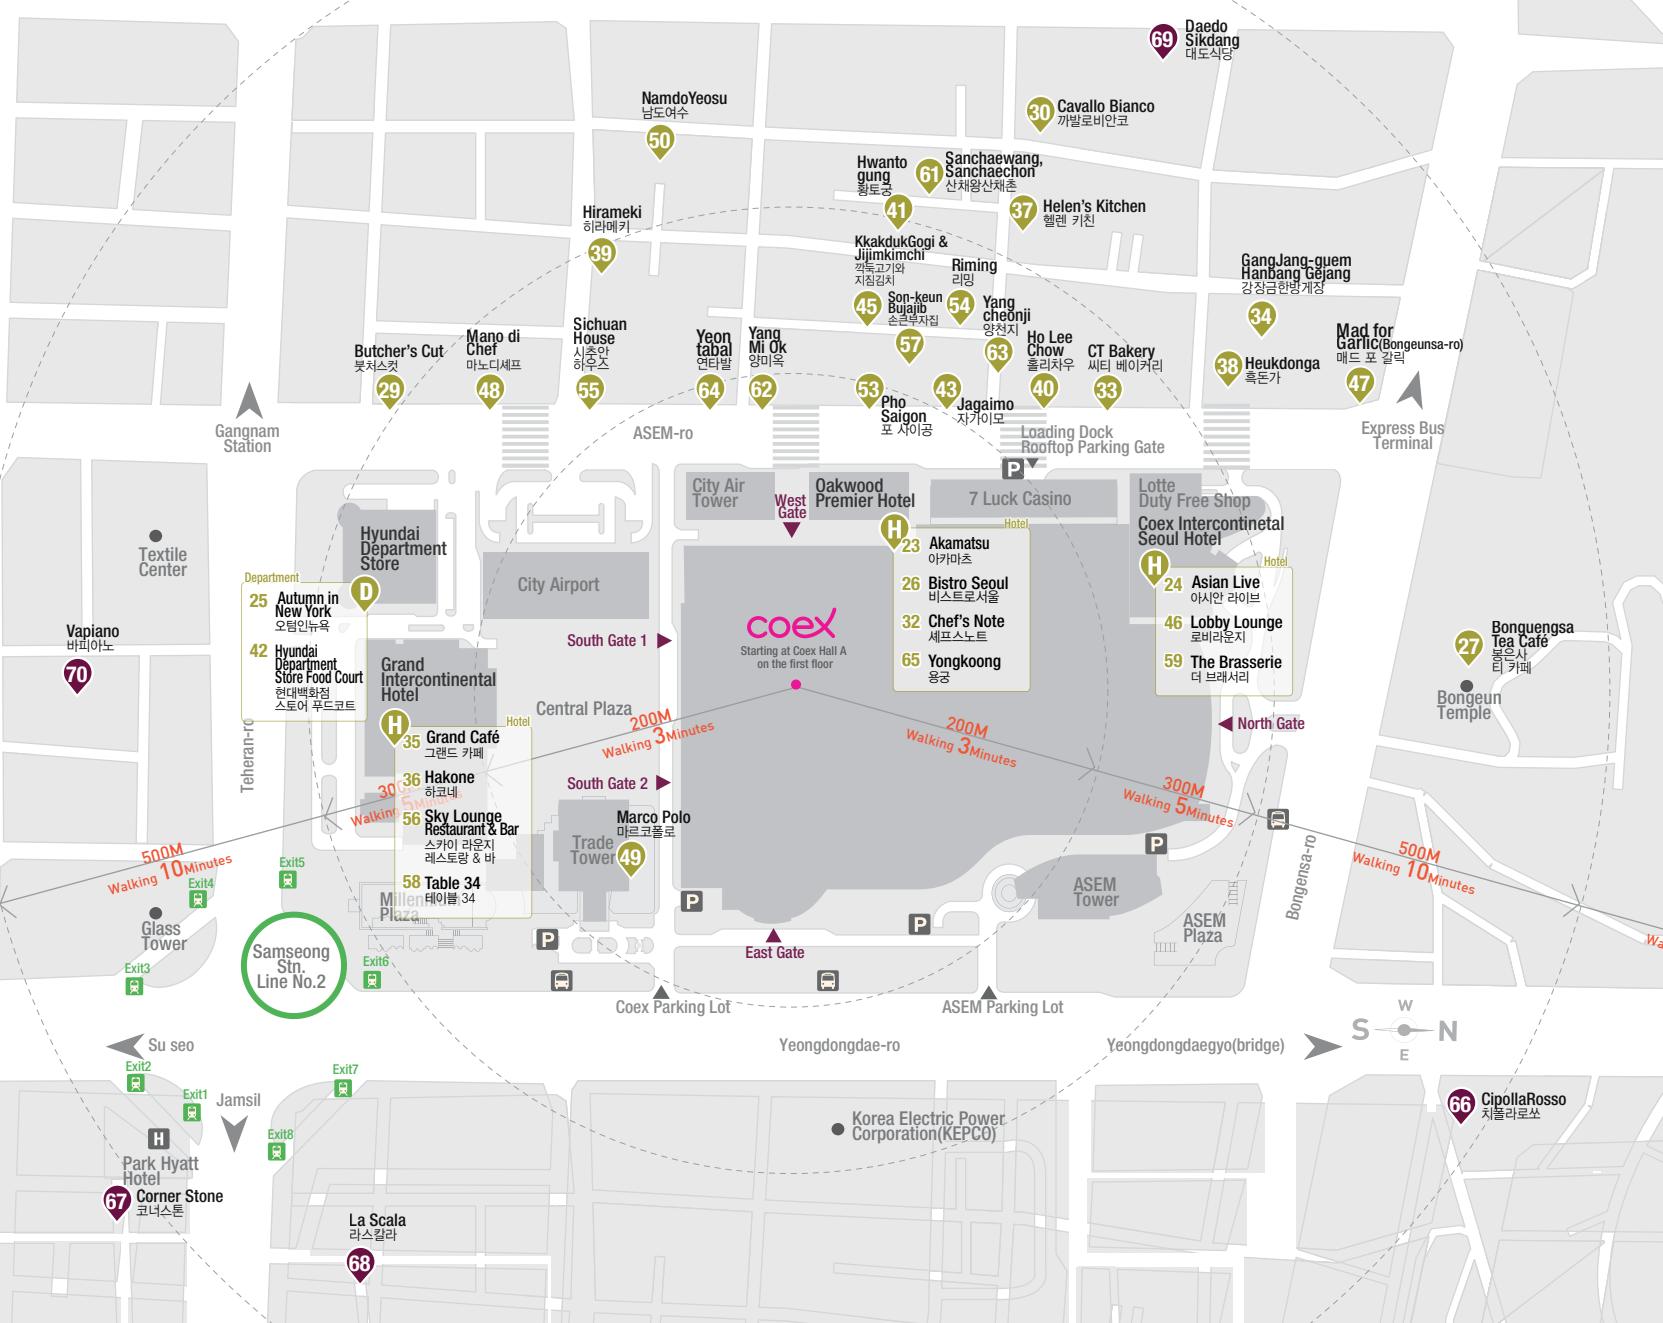 69
Daedo
Sikdang
대도식당
NamdoYeosu
남도여수
50
30
Cavallo Bianco
까발로비안코
Hwanto
gung
황토궁
41
61
Sanchaewang,
Sanchaechon
산채왕산채촌
37
Helen's Kitchen
헬렌 키친
Hirameki
히라메키
39
KkakdukGogi &
Jijimkimchi
깍둑고기와
지짐김치
45
Riming
리밍
54
Son-keun
Bujajib
손큰부자집
57
Yang
cheonji
양천지
63
GangJang-guem
Hanbang Gejang
강장금한방게장
34
Mad for
Garlic(Bongeunsa-ro)
매드 포 갈릭
47
Heukdonga
흑돈가
38
Butcher's Cut
붓처스컷
29
Mano di
Chef
마노디셰프
48
Sichuan
House
시추안
하우스
55
Yeon
tabal
연타발
64
Yang
Mi Ok
양미옥
62
53
Pho
Saigon
포 사이공
43
Jagaimo
자가이모
Ho Lee
Chow
홀리차우
40
CT Bakery
씨티 베이커리
33
Gangnam
Station
ASEM-ro
Loading Dock
Rooftop Parking Gate
P
Express Bus
Terminal
City Air
Tower
West
Gate
Oakwood
Premier Hotel
7 Luck Casino
Lotte
Duty Free Shop
Coex Intercontinetal
Seoul Hotel
Textile
Center
Hyundai
Department
Store
City Airport
Department
D
25 Autumn in
New York
오텀인뉴욕
42 Hyundai
Department
Store Food Court
현대백화점
스토어 푸드코트
H
Hotel
23 Akamatsu
아카마츠
26 Bistro Seoul
비스트로서울
32 Chef's Note
셰프스노트
65 Yongkoong
용궁
H
Hotel
24 Asian Live
아시안 라이브
46 Lobby Lounge
로비라운지
59 The Brasserie
더 브래서리
Vapiano
바피아노
70
South Gate 1
coex
Starting at Coex Hall A
on the first floor
27
Bonguengsa
Tea Café
봉은사
티 카페
Bongeun
Temple
Grand
Intercontinental
Hotel
Central Plaza
North Gate
Teheran-ro
H
Hotel
35 Grand Café
그랜드 카페
36 Hakone
하코네
56 Sky Lounge
Restaurant & Bar
스카이 라운지
레스토랑 & 바
58 Table 34
테이블 34
200M
Walking 3Minutes
200M
Walking 3Minutes
South Gate 2
300M
Walking 5Minutes
300M
Walking 5Minutes
Marco Polo
마르코폴로
49
Trade
Tower
500M
Walking 10Minutes
500M
Walking 10Minutes
Wa
Exit5
Exit4
Glass
Tower
Exit3
Samseong
Stn.
Line No.2
Exit6
Plaza
P
P
P
P
ASEM
Tower
ASEM
Plaza
Bongensa-ro
East Gate
Coex Parking Lot
ASEM Parking Lot
Su seo
Yeongdongdae-ro
Yeongdongdaegyo(bridge)
W
S
N
E
Exit2
Exit1
Jamsil
Exit7
Exit8
H
Park Hyatt
Hotel
67
Corner Stone
코너스톤
La Scala
라스칼라
68
Korea Electric Power
Corporation(KEPCO)
66
CipollaRosso
치폴라로쏘